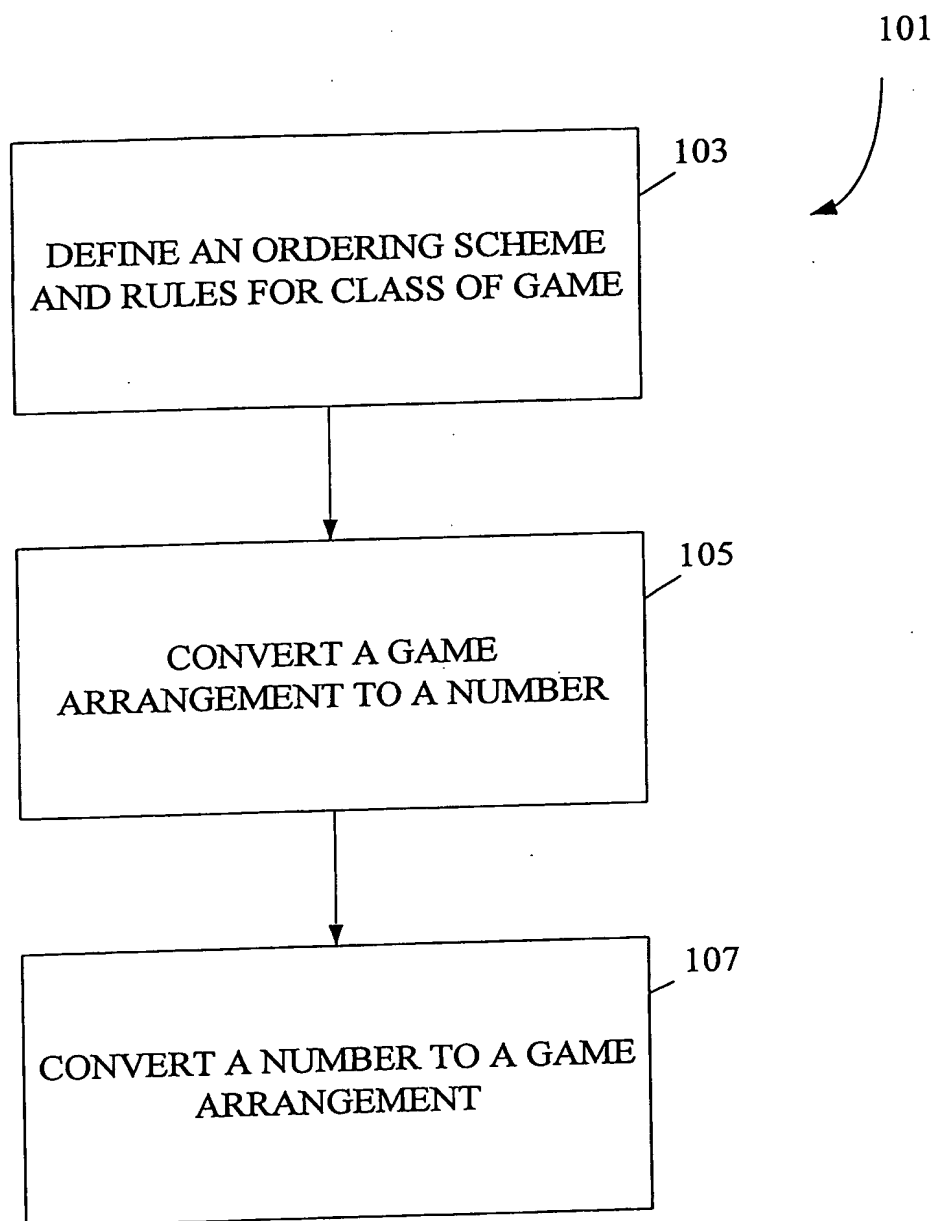 101
103
DEFINE AN ORDERING SCHEME
AND RULES FOR CLASS OF GAME
105
CONVERT A GAME
ARRANGEMENT TO A NUMBER
107
CONVERT A NUMBER TO A GAME
ARRANGEMENT